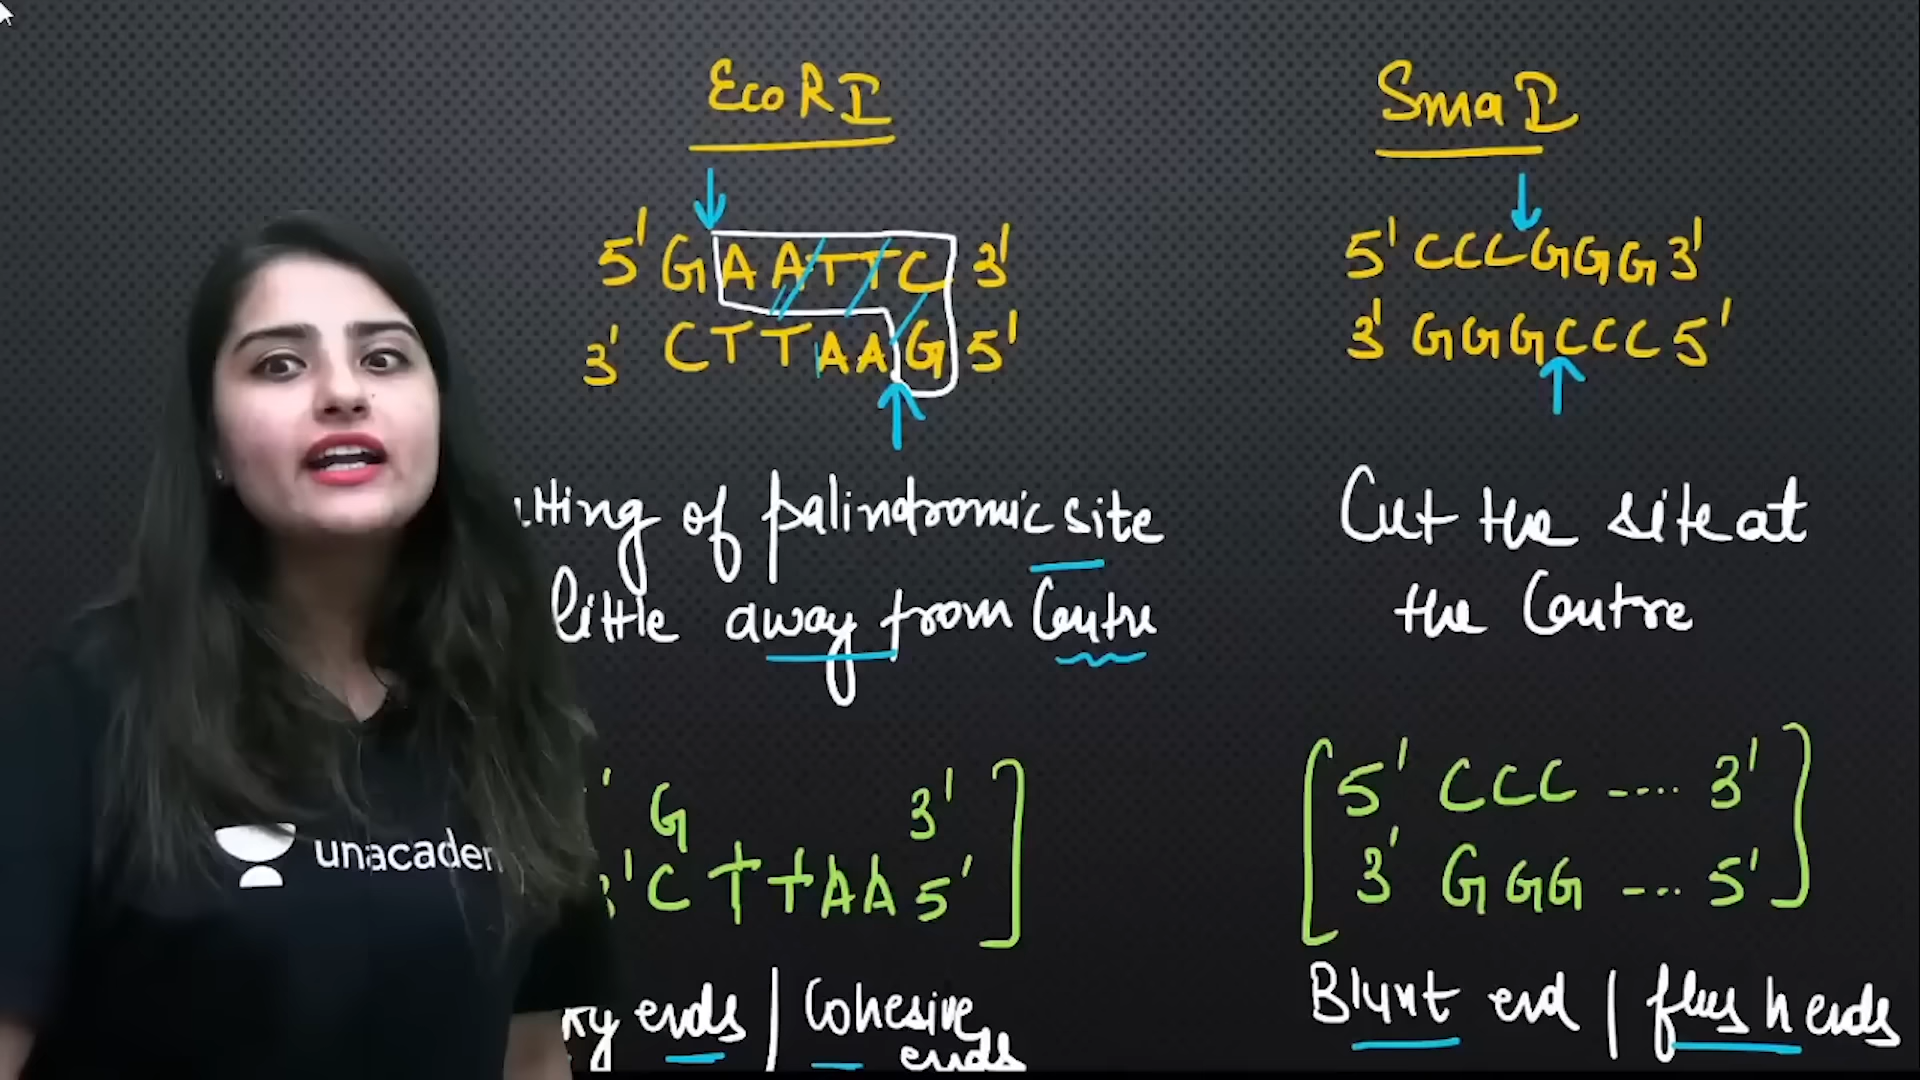 EcoRI
5' GAATTC 3'
3' CTTAAG 5'
of palindromic site
little away from Centre
G 3'
'CTTAA 5'
ends | Cohesive
ends
SmaI
5' CCCGGG 3'
3' GGGCCC 5'
Cut the site at
the Centre
5' CCC ---- 3'
3' GGG --- 5'
Blunt end | flush ends
unacadem